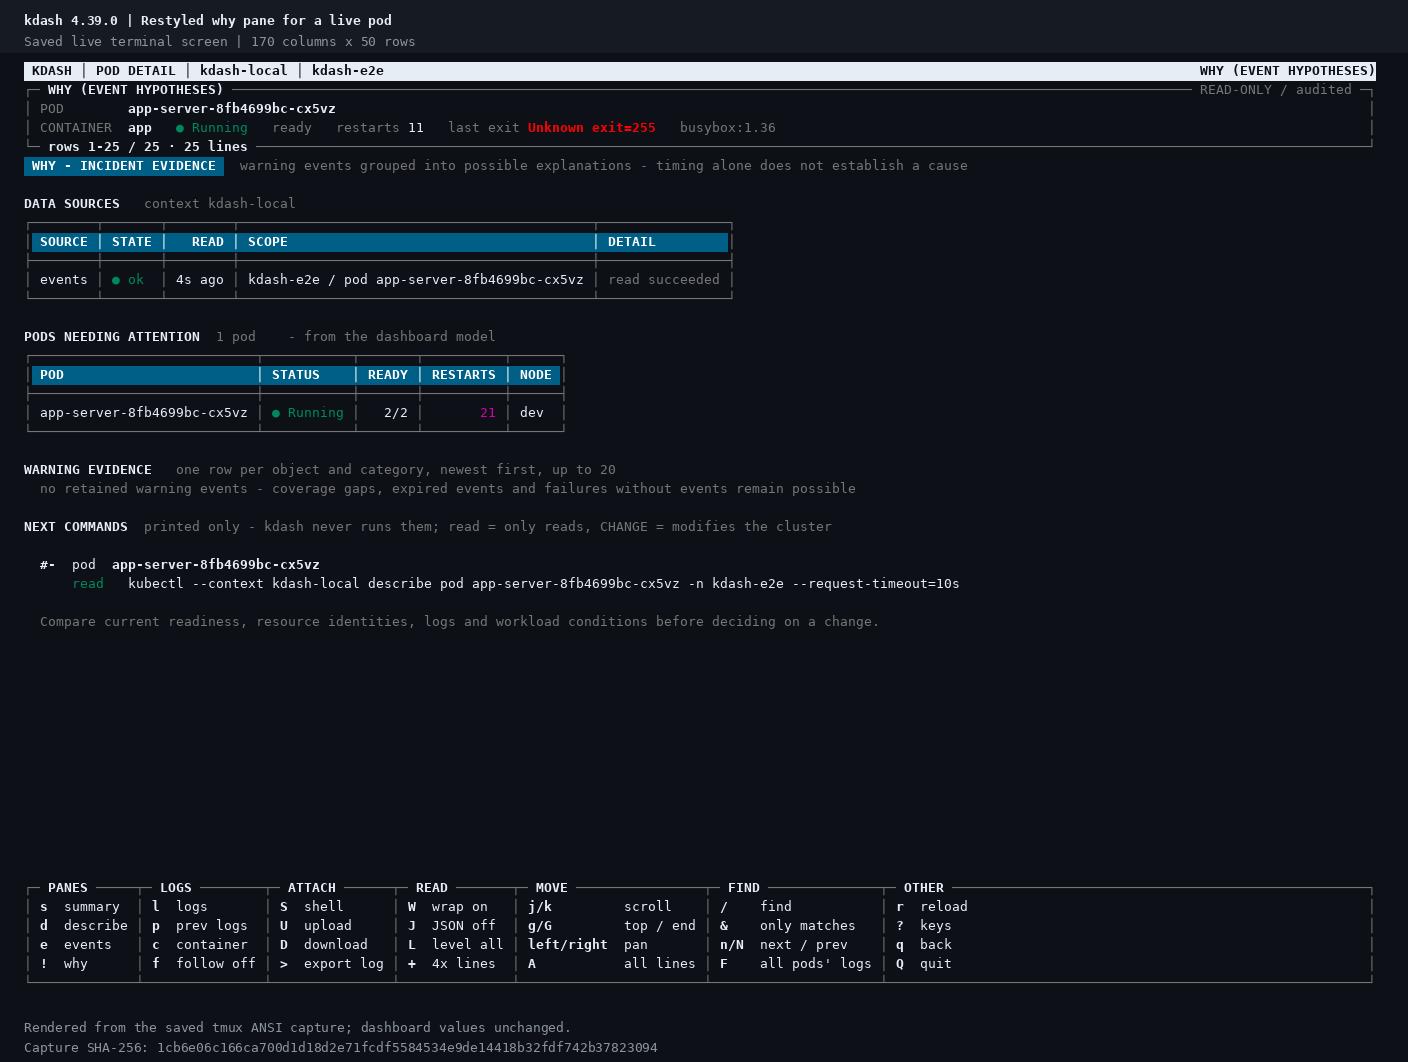 kdash 4.39.0 | Restyled why pane for a live pod
Saved live terminal screen | 170 columns x 50 rows
KDASH │ POD DETAIL │ kdash-local │ kdash-e2e WHY (EVENT HYPOTHESES)
WHY (EVENT HYPOTHESES) READ-ONLY / audited
POD app-server-8fb4699bc-cx5vz
CONTAINER app ● Running ready restarts 11 last exit Unknown exit=255 busybox:1.36
rows 1-25 / 25 · 25 lines
WHY - INCIDENT EVIDENCE warning events grouped into possible explanations - timing alone does not establish a cause
DATA SOURCES context kdash-local
SOURCE │ STATE │ READ │ SCOPE │ DETAIL
events │ ● ok │ 4s ago │ kdash-e2e / pod app-server-8fb4699bc-cx5vz │ read succeeded
PODS NEEDING ATTENTION 1 pod - from the dashboard model
POD │ STATUS │ READY │ RESTARTS │ NODE
app-server-8fb4699bc-cx5vz │ ● Running │ 2/2 │ 21 │ dev
WARNING EVIDENCE one row per object and category, newest first, up to 20
no retained warning events - coverage gaps, expired events and failures without events remain possible
NEXT COMMANDS printed only - kdash never runs them; read = only reads, CHANGE = modifies the cluster
#- pod app-server-8fb4699bc-cx5vz
read kubectl --context kdash-local describe pod app-server-8fb4699bc-cx5vz -n kdash-e2e --request-timeout=10s
Compare current readiness, resource identities, logs and workload conditions before deciding on a change.
PANES LOGS ATTACH READ MOVE FIND OTHER
s summary │ l logs │ S shell │ W wrap on │ j/k scroll │ / find │ r reload
d describe │ p prev logs │ U upload │ J JSON off │ g/G top / end │ & only matches │ ? keys
e events │ c container │ D download │ L level all │ left/right pan │ n/N next / prev │ q back
! why │ f follow off │ > export log │ + 4x lines │ A all lines │ F all pods' logs │ Q quit
Rendered from the saved tmux ANSI capture; dashboard values unchanged.
Capture SHA-256: 1cb6e06c166ca700d1d18d2e71fcdf5584534e9de14418b32fdf742b37823094